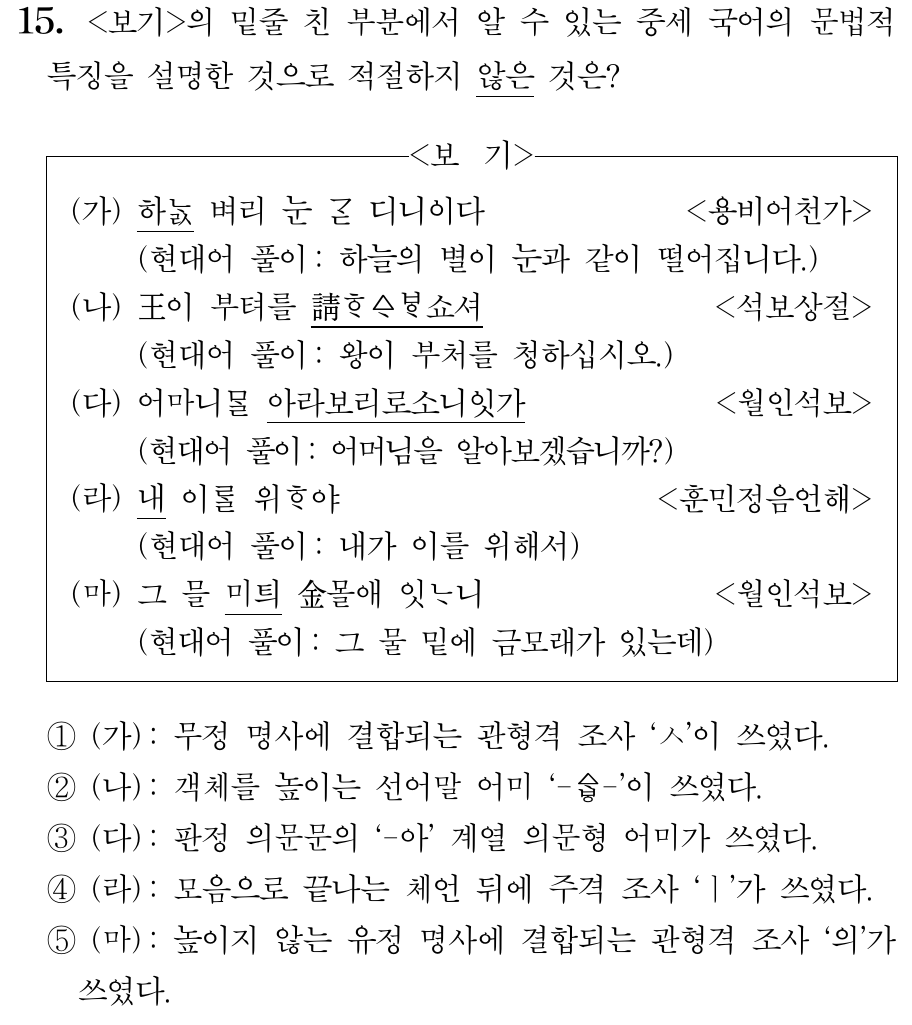 15. <보기>의 밑줄 친 부분에서 알 수 있는 중세 국어의 문법적
특징을 설명한 것으로 적절하지 않은 것은?
<보 기>
(가) 하ᄂᆳ 벼리 눈 ᄀᆮ 디니이다 <용비어천가>
(현대어 풀이: 하늘의 별이 눈과 같이 떨어집니다.)
(나) 王이 부텨를 請ᄒᆞᅀᆞᄫᆞ쇼셔 <석보상절>
(현대어 풀이: 왕이 부처를 청하십시오.)
(다) 어마니ᄆᆞᆯ 아라보리로소니잇가 <월인석보>
(현대어 풀이: 어머님을 알아보겠습니까?)
(라) 내 이ᄅᆞᆯ 위ᄒᆞ야 <훈민정음언해>
(현대어 풀이: 내가 이를 위해서)
(마) 그 믈 미틔 金몰애 잇ᄂᆞ니 <월인석보>
(현대어 풀이: 그 물 밑에 금모래가 있는데)
① (가): 무정 명사에 결합되는 관형격 조사 ‘ㅅ’이 쓰였다.
② (나): 객체를 높이는 선어말 어미 ‘-ᅀᆞᇦ-’이 쓰였다.
③ (다): 판정 의문문의 ‘-아’ 계열 의문형 어미가 쓰였다.
④ (라): 모음으로 끝나는 체언 뒤에 주격 조사 ‘ㅣ’가 쓰였다.
⑤ (마): 높이지 않는 유정 명사에 결합되는 관형격 조사 ‘의’가
쓰였다.